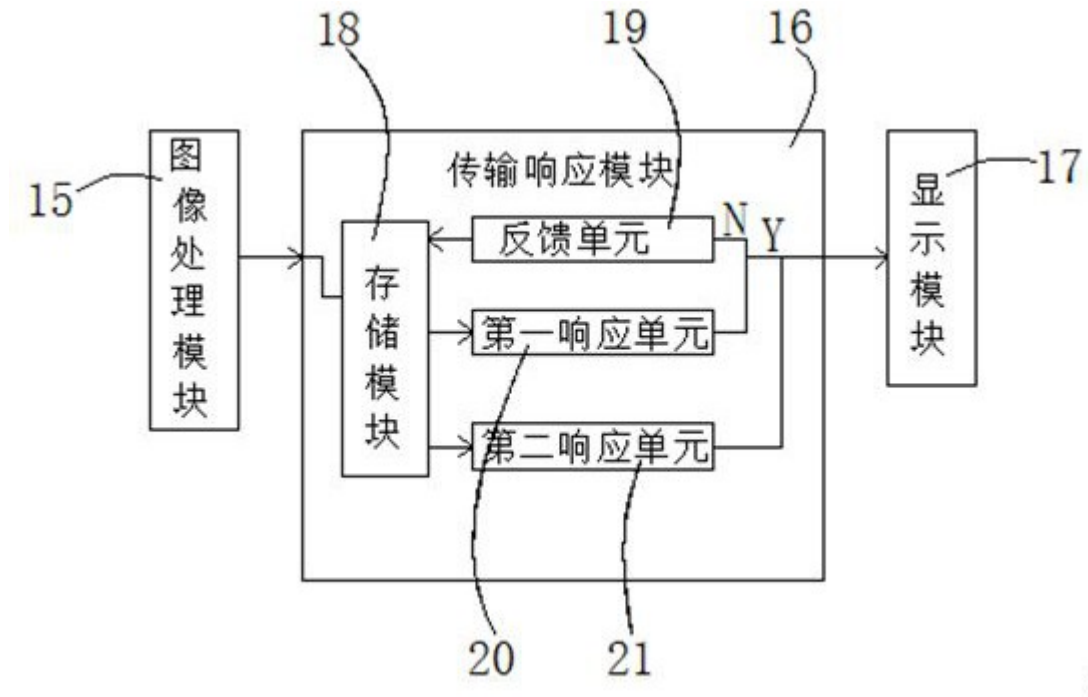 18
19
16
15
图像处理模块
传输响应模块
17
显示模块
存储模块
反馈单元
N
Y
第一响应单元
第二响应单元
20
21